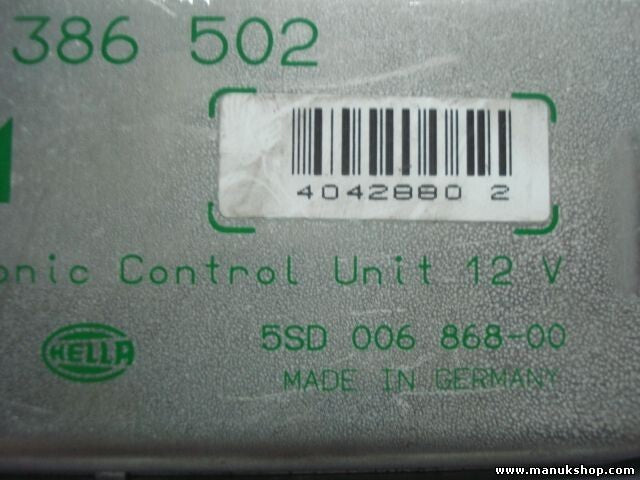 386 502
4042880 2
onic Control Unit 12 V
HELLA
5SD 006 868-00
MADE IN GERMANY
www.manukshop.com